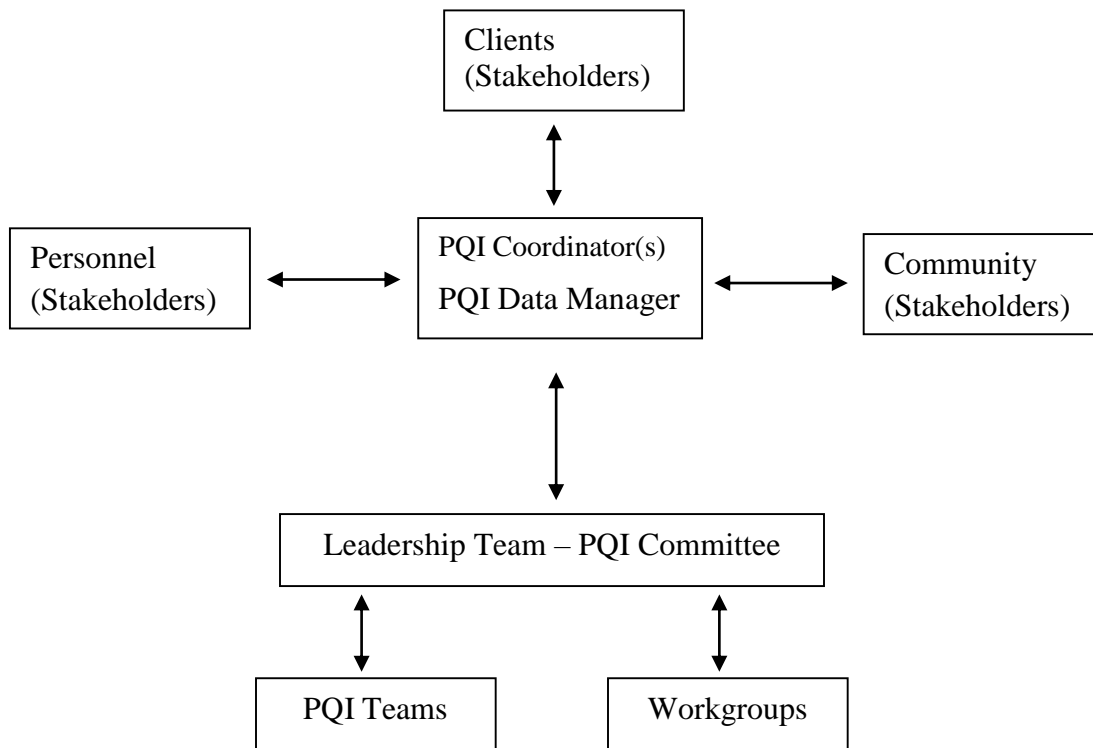 Clients
(Stakeholders)
Personnel
(Stakeholders)
PQI Coordinator(s)
PQI Data Manager
Community
(Stakeholders)
Leadership Team – PQI Committee
PQI Teams
Workgroups